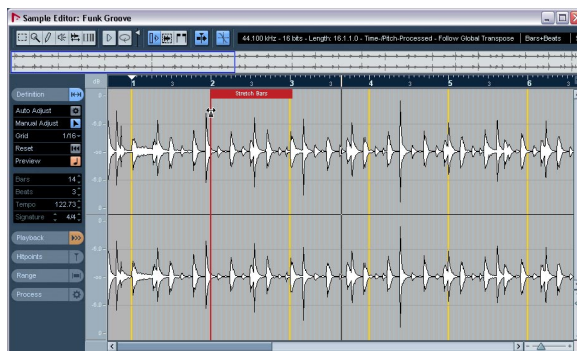 Sample Editor: Funk Groove
44.100 kHz - 16 bits - Length: 16.1.1.0 - Time-/Pitch-Processed - Follow Global Transpose
Bars+Beats
dB 1 3 2 3 3 3 4 3 5 3 6 3
Definition
Stretch Bars
Auto Adjust
Manual Adjust
Grid 1/16
Reset
Preview
Bars 14
Beats 3
Tempo 122.73
Signature 4/4
Playback
Hitpoints
Range
Process